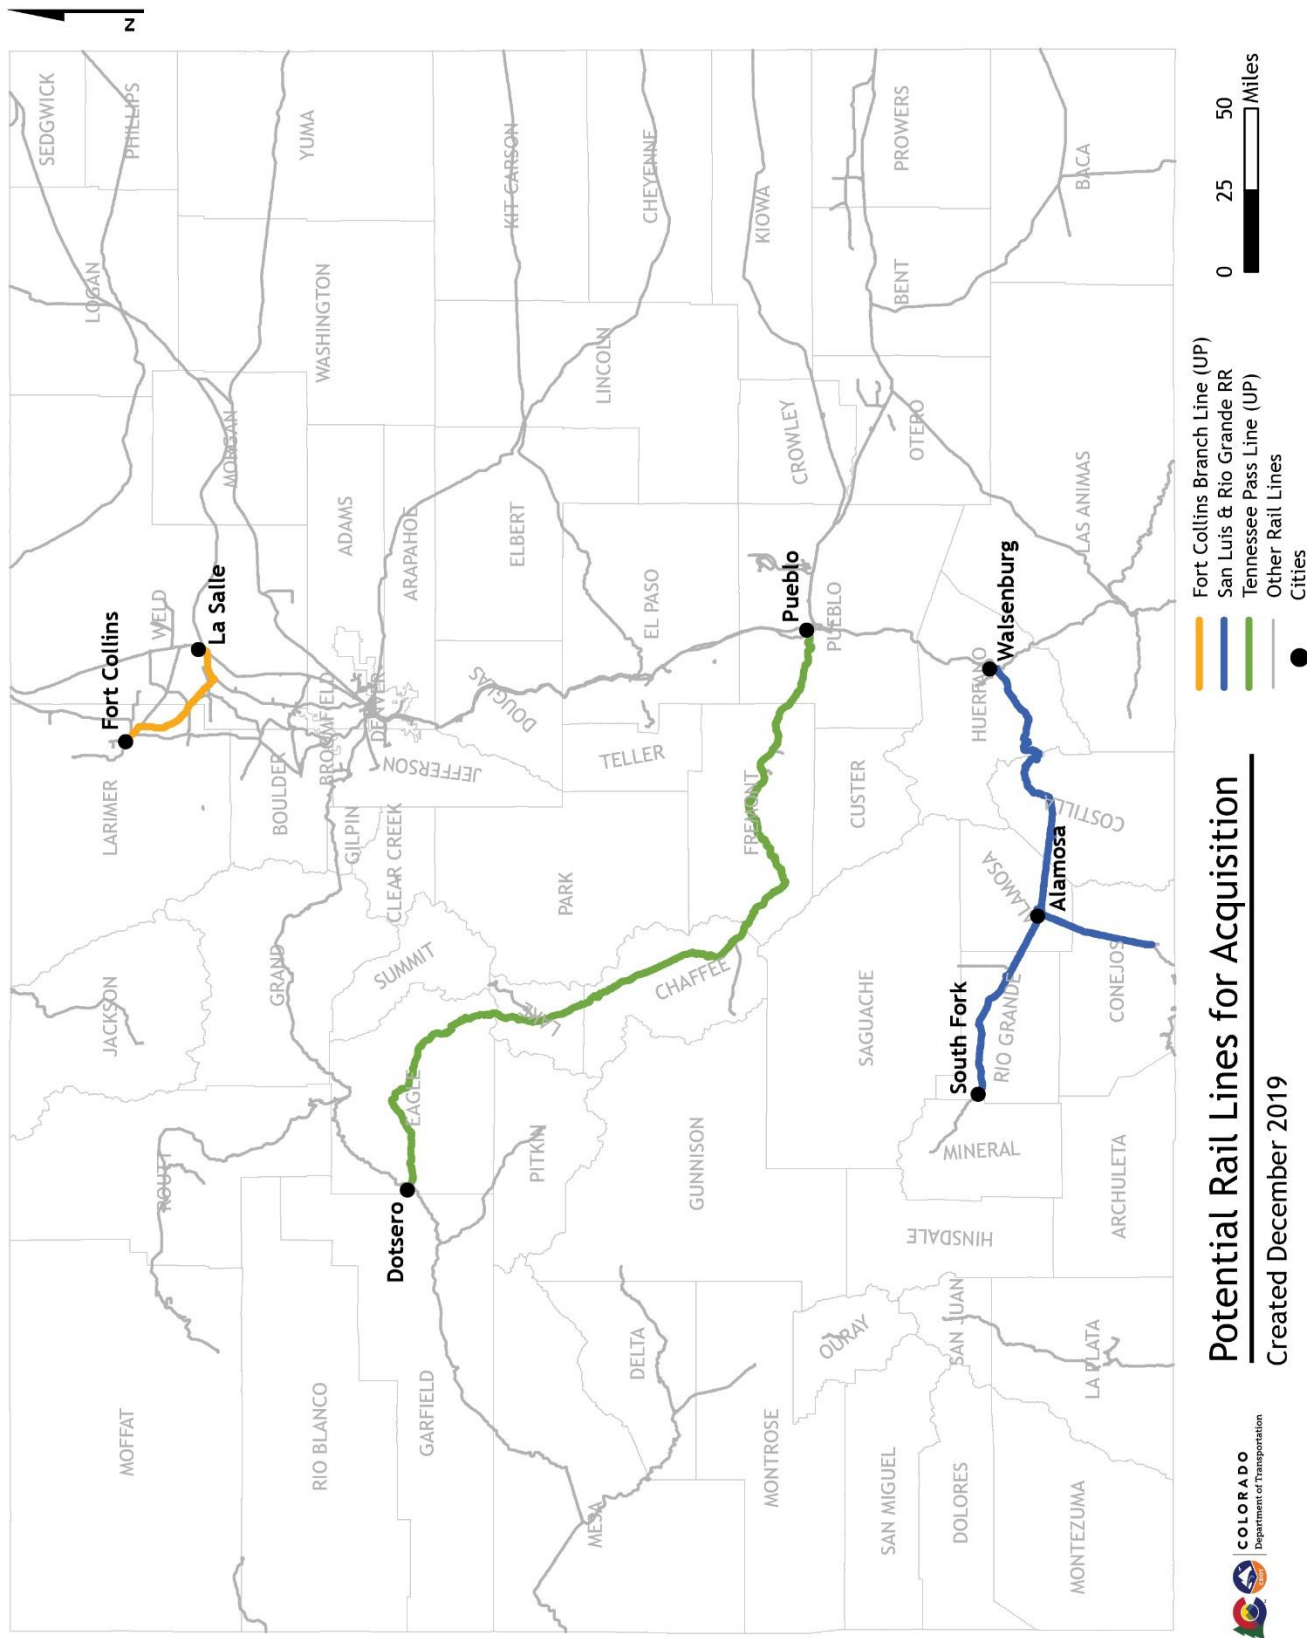 N
SEDGWICK
PHILLIPS
LOGAN
YUMA
WASHINGTON
MORGAN
WELD
LARIMER
JACKSON
MOFFAT
ROUTT
RIO BLANCO
GRAND
BOULDER
BROOMFIELD
GILPIN
CLEAR CREEK
DENVER
ADAMS
ARAPAHOE
JEFFERSON
DOUGLAS
ELBERT
KIT CARSON
LINCOLN
CHEYENNE
GARFIELD
EAGLE
SUMMIT
PARK
LAKE
PITKIN
MESA
DELTA
GUNNISON
CHAFFEE
TELLER
EL PASO
FREMONT
KIOWA
CROWLEY
PUEBLO
CUSTER
SAGUACHE
MONTROSE
OURAY
SAN MIGUEL
DOLORES
SAN JUAN
HINSDALE
MINERAL
RIO GRANDE
ALAMOSA
HUERFANO
COSTILLA
OTERO
BENT
PROWERS
BACA
LAS ANIMAS
CONEJOS
ARCHULETA
LA PLATA
MONTEZUMA
Fort Collins
La Salle
Dotsero
Pueblo
Walsenburg
South Fork
Alamosa
COLORADO
Department of Transportation
CDOT
Potential Rail Lines for Acquisition
Created December 2019
Fort Collins Branch Line (UP)
San Luis & Rio Grande RR
Tennessee Pass Line (UP)
Other Rail Lines
Cities
0 25 50
Miles